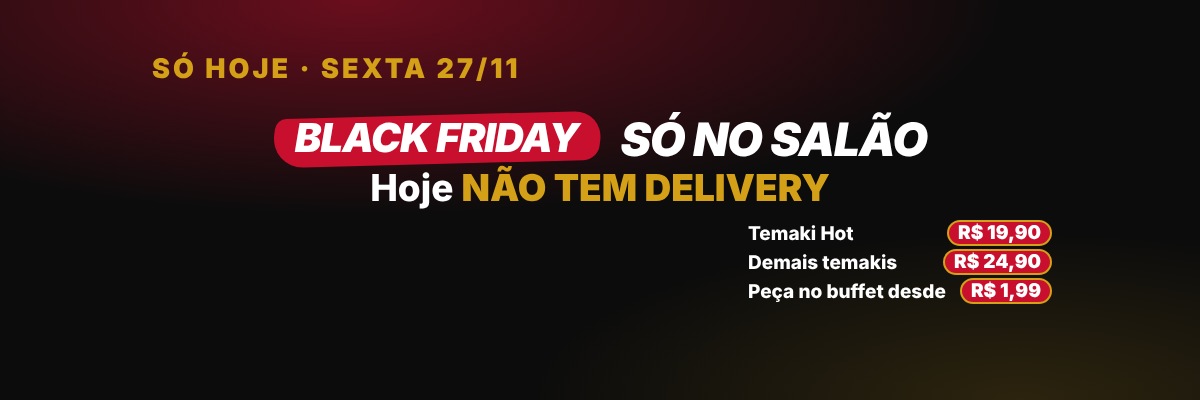 SÓ HOJE · SEXTA 27/11
BLACK FRIDAY SÓ NO SALÃO
Hoje NÃO TEM DELIVERY
Temaki Hot R$ 19,90
Demais temakis R$ 24,90
Peça no buffet desde R$ 1,99